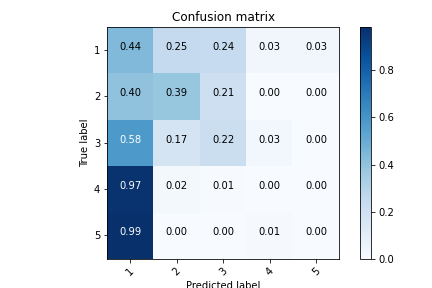 Confusion matrix
1 0.44 0.25 0.24 0.03 0.03
2 0.40 0.39 0.21 0.00 0.00
3 0.58 0.17 0.22 0.03 0.00
4 0.97 0.02 0.01 0.00 0.00
5 0.99 0.00 0.00 0.01 0.00
True label
1 2 3 4 5
Predicted label
0.8
0.6
0.4
0.2
0.0